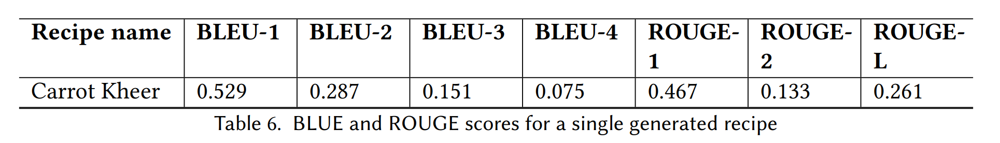 Recipe name BLEU-1 BLEU-2 BLEU-3 BLEU-4 ROUGE-1 ROUGE-2 ROUGE-L
Carrot Kheer 0.529 0.287 0.151 0.075 0.467 0.133 0.261
Table 6. BLUE and ROUGE scores for a single generated recipe